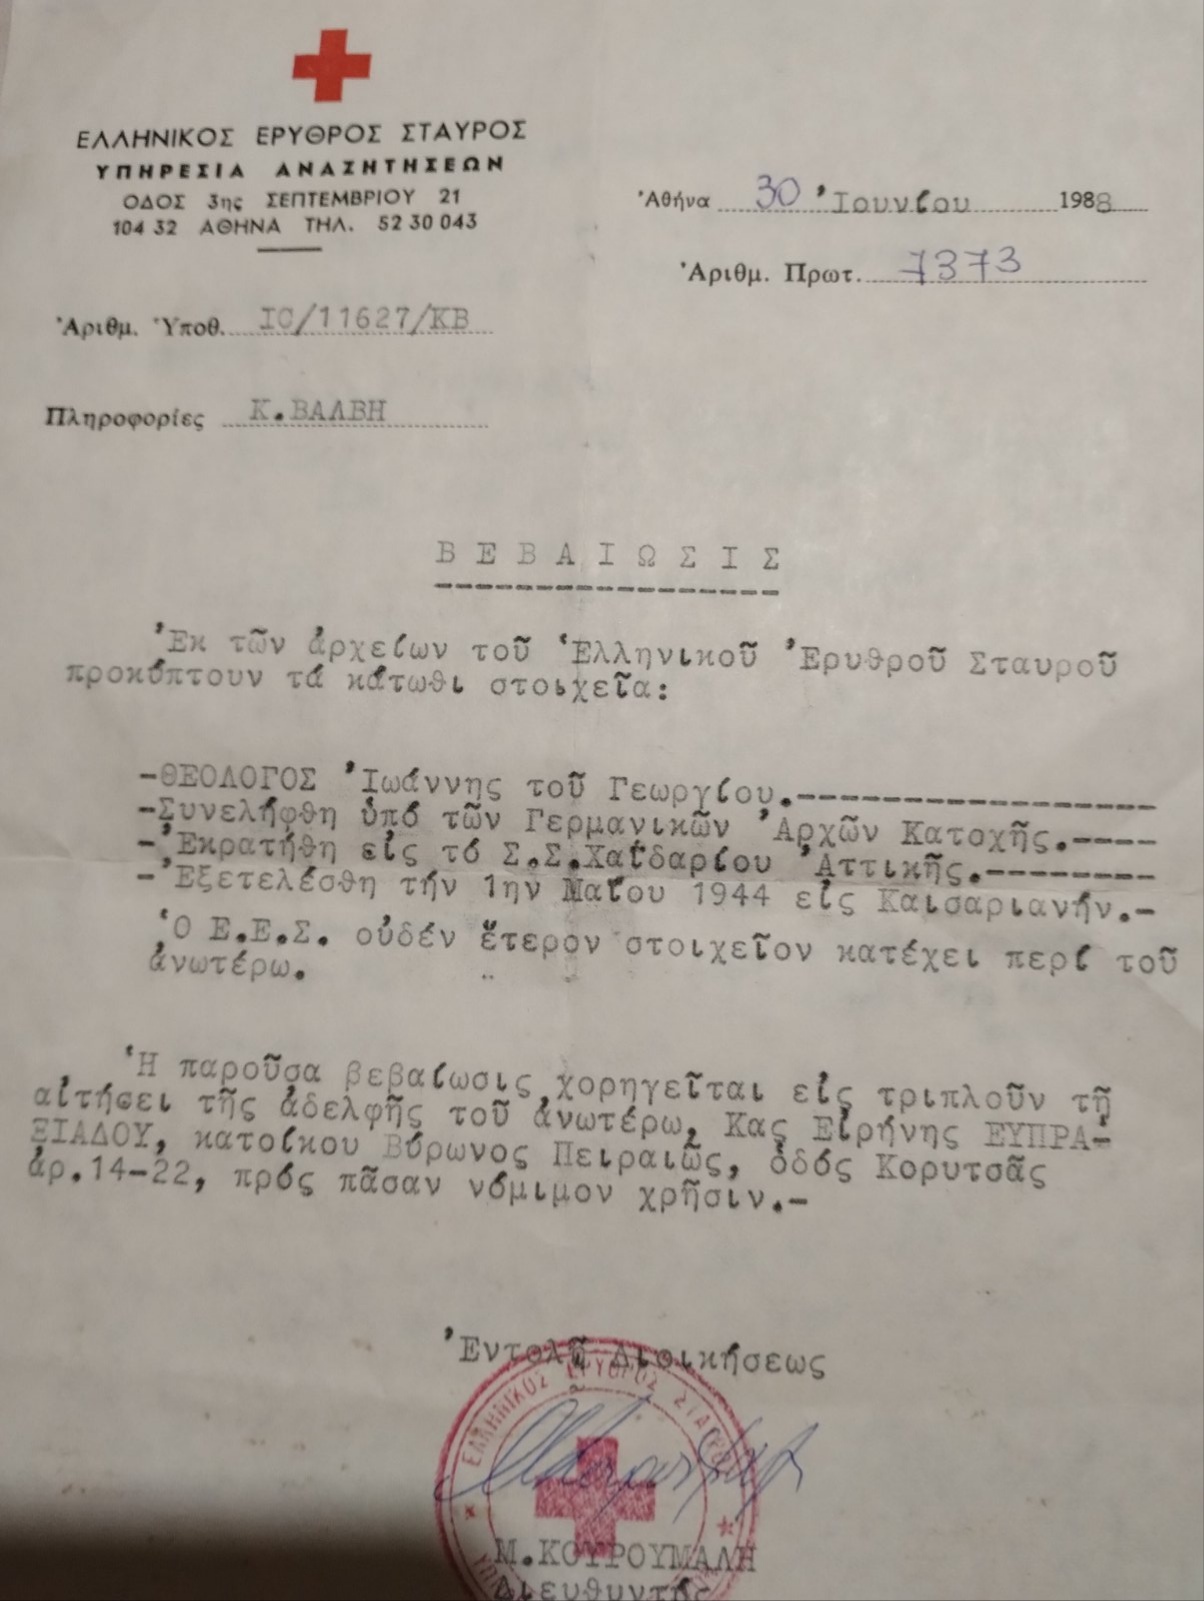 ΕΛΛΗΝΙΚΟΣ ΕΡΥΘΡΟΣ ΣΤΑΥΡΟΣ
ΥΠΗΡΕΣΙΑ ΑΝΑΖΗΤΗΣΕΩΝ
ΟΔΟΣ 3ης ΣΕΠΤΕΜΒΡΙΟΥ 21
104 32 ΑΘΗΝΑ ΤΗΛ. 52 30 043
Ἀθήνα 30 Ἰουνίου 1988
Ἀριθμ. Πρωτ. 7373
Ἀριθμ. Ὑποθ. IC/11627/ΚΒ
Πληροφορίες Κ.ΒΑΛΒΗ
Β Ε Β Α Ι Ω Σ Ι Σ
Ἐκ τῶν ἀρχείων τοῦ Ἑλληνικοῦ Ἐρυθροῦ Σταυροῦ
προκύπτουν τά κάτωθι στοιχεῖα:
-ΘΕΟΛΟΓΟΣ Ἰωάννης τοῦ Γεωργίου.-------------------
-Συνελήφθη ὑπό τῶν Γερμανικῶν Ἀρχῶν Κατοχῆς.----
-Ἐκρατήθη εἰς τό Σ.Σ.Χαϊδαρίου Ἀττικῆς.---------
-Ἐξετελέσθη τήν 1ην Μαΐου 1944 εἰς Καισαριανήν.-
Ὁ Ε.Ε.Σ. οὐδέν ἕτερον στοιχεῖον κατέχει περί τοῦ
ἀνωτέρω.
Ἡ παροῦσα βεβαίωσις χορηγεῖται εἰς τριπλοῦν τῇ
αἰτήσει τῆς ἀδελφῆς τοῦ ἀνωτέρω, Κας Εἰρήνης ΕΥΠΡΑ-
ΞΙΑΔΟΥ, κατοίκου Βύρωνος Πειραιῶς, ὁδός Κορυτσᾶς
ἀρ.14-22, πρός πᾶσαν νόμιμον χρῆσιν.-
Ἐντολῇ Διοικήσεως
ΕΛΛΗΝΙΚΟΣ ΕΡΥΘΡΟΣ ΣΤΑΥΡΟΣ
Μ.ΚΟΥΡΟΥΜΑΛΗ
Διευθυντής